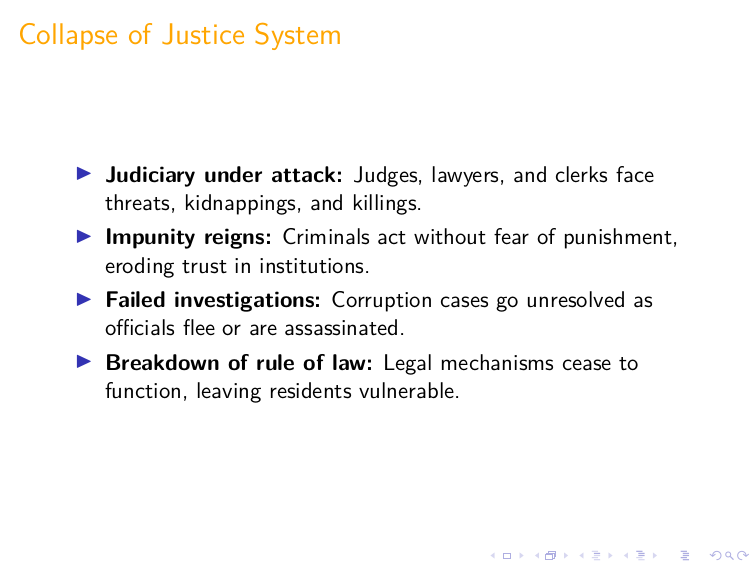 Collapse of Justice System
Judiciary under attack: Judges, lawyers, and clerks face
threats, kidnappings, and killings.
Impunity reigns: Criminals act without fear of punishment,
eroding trust in institutions.
Failed investigations: Corruption cases go unresolved as
officials flee or are assassinated.
Breakdown of rule of law: Legal mechanisms cease to
function, leaving residents vulnerable.